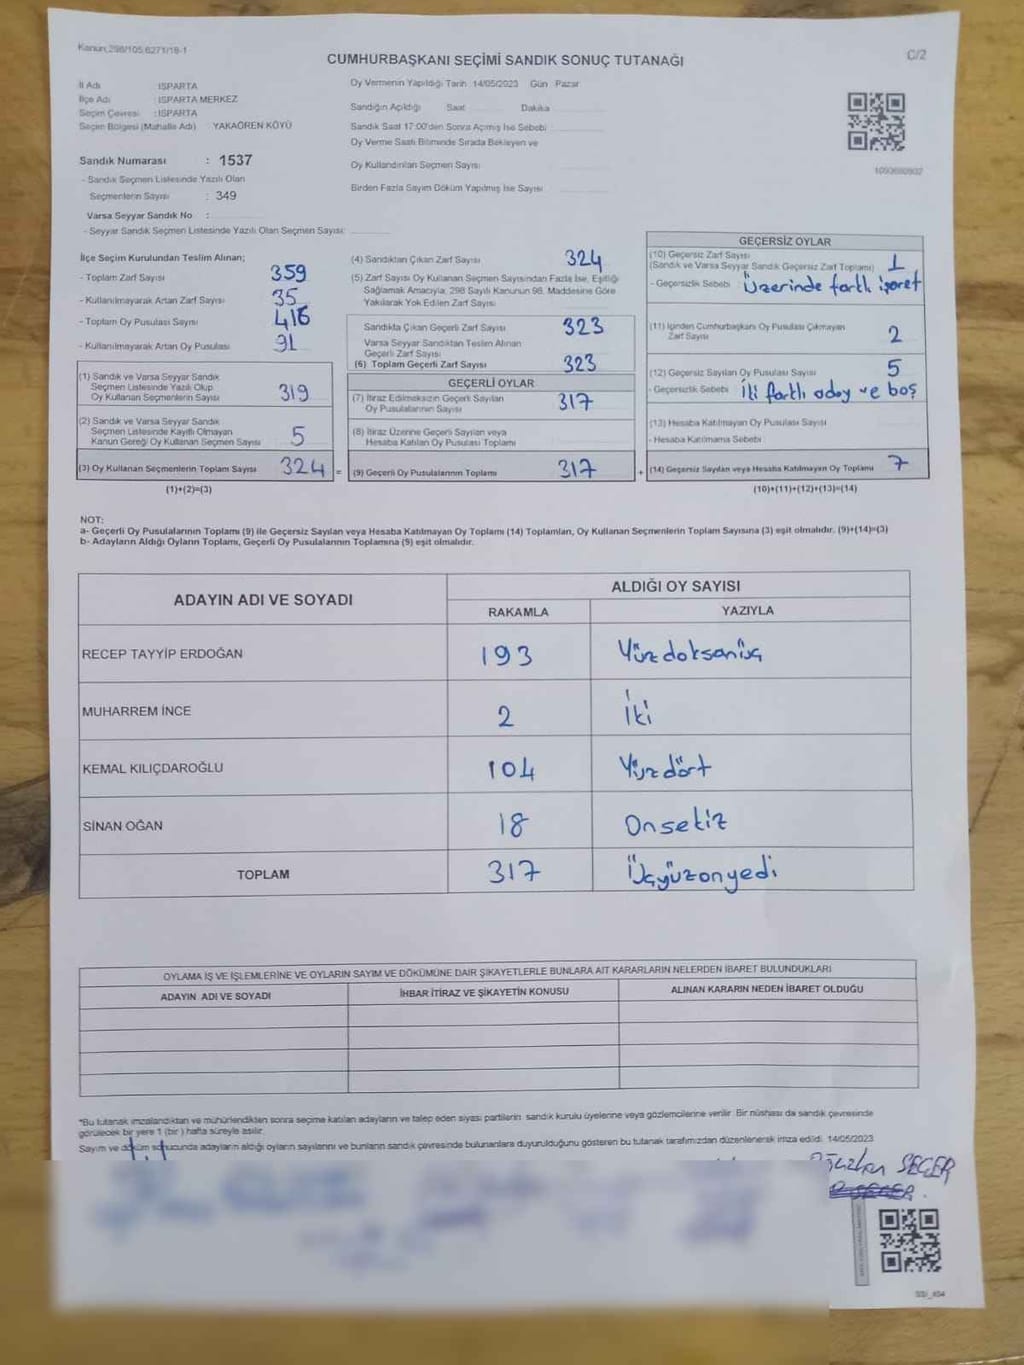 Kanun:298/105,6271/18-1
CUMHURBAŞKANI SEÇİMİ SANDIK SONUÇ TUTANAĞI
C/2
İl Adı : ISPARTA
İlçe Adı : ISPARTA MERKEZ
Seçim Çevresi : ISPARTA
Seçim Bölgesi (Mahalle Adı) : YAKAÖREN KÖYÜ
Sandık Numarası : 1537
- Sandık Seçmen Listesinde Yazılı Olan
Seçmenlerin Sayısı : 349
Varsa Seyyar Sandık No :
- Seyyar Sandık Seçmen Listesinde Yazılı Olan Seçmen Sayısı:
Oy Vermenin Yapıldığı Tarih : 14/05/2023 Gün : Pazar
Sandığın Açıldığı Saat Dakika
Sandık Saat 17:00'den Sonra Açılmış İse Sebebi :
Oy Verme Saati Bitiminde Sırada Bekleyen ve
Oy Kullandırılan Seçmen Sayısı
Birden Fazla Sayım Döküm Yapılmış İse Sayısı
İlçe Seçim Kurulundan Teslim Alınan;
- Toplam Zarf Sayısı 359
- Kullanılmayarak Artan Zarf Sayısı 35
- Toplam Oy Pusulası Sayısı 416
- Kullanılmayarak Artan Oy Pusulası 91
(1) Sandık ve Varsa Seyyar Sandık
Seçmen Listesinde Yazılı Olup
Oy Kullanan Seçmenlerin Sayısı 319
(2) Sandık ve Varsa Seyyar Sandık
Seçmen Listesinde Kayıtlı Olmayan
Kanun Gereği Oy Kullanan Seçmen Sayısı 5
(3) Oy Kullanan Seçmenlerin Toplam Sayısı 324 =
(1)+(2)=(3)
(4) Sandıktan Çıkan Zarf Sayısı 324
(5) Zarf Sayısı Oy Kullanan Seçmen Sayısından Fazla İse, Eşitliği
Sağlamak Amacıyla, 298 Sayılı Kanunun 98. Maddesine Göre
Yakılarak Yok Edilen Zarf Sayısı
Sandıkta Çıkan Geçerli Zarf Sayısı 323
Varsa Seyyar Sandıktan Teslim Alınan
Geçerli Zarf Sayısı
(6) Toplam Geçerli Zarf Sayısı 323
GEÇERLİ OYLAR
(7) İtiraz Edilmeksizin Geçerli Sayılan
Oy Pusulalarının Sayısı 317
(8) İtiraz Üzerine Geçerli Sayılan veya
Hesaba Katılan Oy Pusulası Toplamı
(9) Geçerli Oy Pusulalarının Toplamı 317 +
GEÇERSİZ OYLAR
(10) Geçersiz Zarf Sayısı
(Sandık ve Varsa Seyyar Sandık Geçersiz Zarf Toplamı) 1
- Geçersizlik Sebebi : Üzerinde farklı işaret
(11) İçinden Cumhurbaşkanı Oy Pusulası Çıkmayan
Zarf Sayısı 2
(12) Geçersiz Sayılan Oy Pusulası Sayısı 5
- Geçersizlik Sebebi : İki farklı aday ve boş
(13) Hesaba Katılmayan Oy Pusulası Sayısı
- Hesaba Katılmama Sebebi
(14) Geçersiz Sayılan veya Hesaba Katılmayan Oy Toplamı 7
(10)+(11)+(12)+(13)=(14)
NOT:
a- Geçerli Oy Pusulalarının Toplamı (9) ile Geçersiz Sayılan veya Hesaba Katılmayan Oy Toplamı (14) Toplamları, Oy Kullanan Seçmenlerin Toplam Sayısına (3) eşit olmalıdır. (9)+(14)=(3)
b- Adayların Aldığı Oyların Toplamı, Geçerli Oy Pusulalarının Toplamına (9) eşit olmalıdır.
ADAYIN ADI VE SOYADI
ALDIĞI OY SAYISI
RAKAMLA YAZIYLA
RECEP TAYYİP ERDOĞAN 193 Yüzdoksanüç
MUHARREM İNCE 2 İki
KEMAL KILIÇDAROĞLU 104 Yüzdört
SİNAN OĞAN 18 Onsekiz
TOPLAM 317 Üçyüzonyedi
OYLAMA İŞ VE İŞLEMLERİNE VE OYLARIN SAYIM VE DÖKÜMÜNE DAİR ŞİKAYETLERLE BUNLARA AİT KARARLARIN NELERDEN İBARET BULUNDUKLARI
ADAYIN ADI VE SOYADI İHBAR İTİRAZ VE ŞİKAYETİN KONUSU ALINAN KARARIN NEDEN İBARET OLDUĞU
*Bu tutanak imzalandıktan ve mühürlendikten sonra seçime katılan adayların ve talep eden siyasi partilerin sandık kurulu üyelerine veya gözlemcilerine verilir. Bir nüshası da sandık çevresinde
görülecek bir yere 1 (bir) hafta süreyle asılır.
Sayım ve döküm sonucunda adayların aldığı oyların sayılarını ve bunların sandık çevresinde bulunanlara duyurulduğunu gösteren bu tutanak tarafımızdan düzenlenerek imza edildi. 14/05/2023
SEÇER